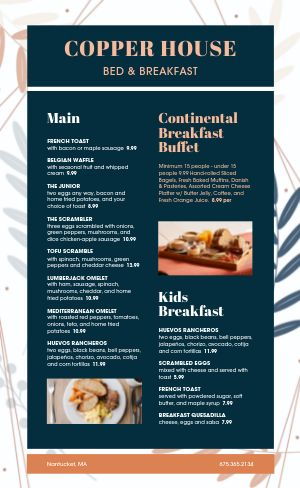 COPPER HOUSE
BED & BREAKFAST
Main
FRENCH TOAST
with bacon or maple sausage 9.99
BELGIAN WAFFLE
with seasonal fruit and whipped
cream 9.99
THE JUNIOR
two eggs any way, bacon and
home fried potatoes, and your
choice of toast 8.99
THE SCRAMBLER
three eggs scrambled with onions,
green peppers, mushrooms, and
dice chicken-apple sausage 10.99
TOFU SCRAMBLE
with spinach, mushrooms, green
peppers and cheddar cheese 13.99
LUMBERJACK OMELET
with ham, sausage, spinach,
mushrooms, cheddar, and home
fried potatoes 10.99
MEDITERRANEAN OMELET
with roasted red peppers, tomatoes,
onions, feta, and home fried
potatoes 10.99
HUEVOS RANCHEROS
two eggs, black beans, bell peppers,
jalapeños, chorizo, avocado, cotija
and corn tortillas 11.99
Continental
Breakfast
Buffet
Minimum 15 people - under 15
people 9.99 Hand-rolled Sliced
Bagels, Fresh Baked Muffins, Danish
& Pasteries, Assorted Cream Cheese
Platter w/ Butter Jelly, Coffee, and
Fresh Orange Juice. 8.99 per
Kids
Breakfast
HUEVOS RANCHEROS
two eggs, black beans, bell peppers,
jalapeños, chorizo, avocado, cotija
and corn tortillas 11.99
SCRAMBLED EGGS
mixed with cheese and served with
toast 5.99
FRENCH TOAST
served with powdered sugar, soft
butter, and maple syrup 7.99
BREAKFAST QUESADILLA
cheese, eggs and salsa 7.99
Nantucket, MA
675.365.2134